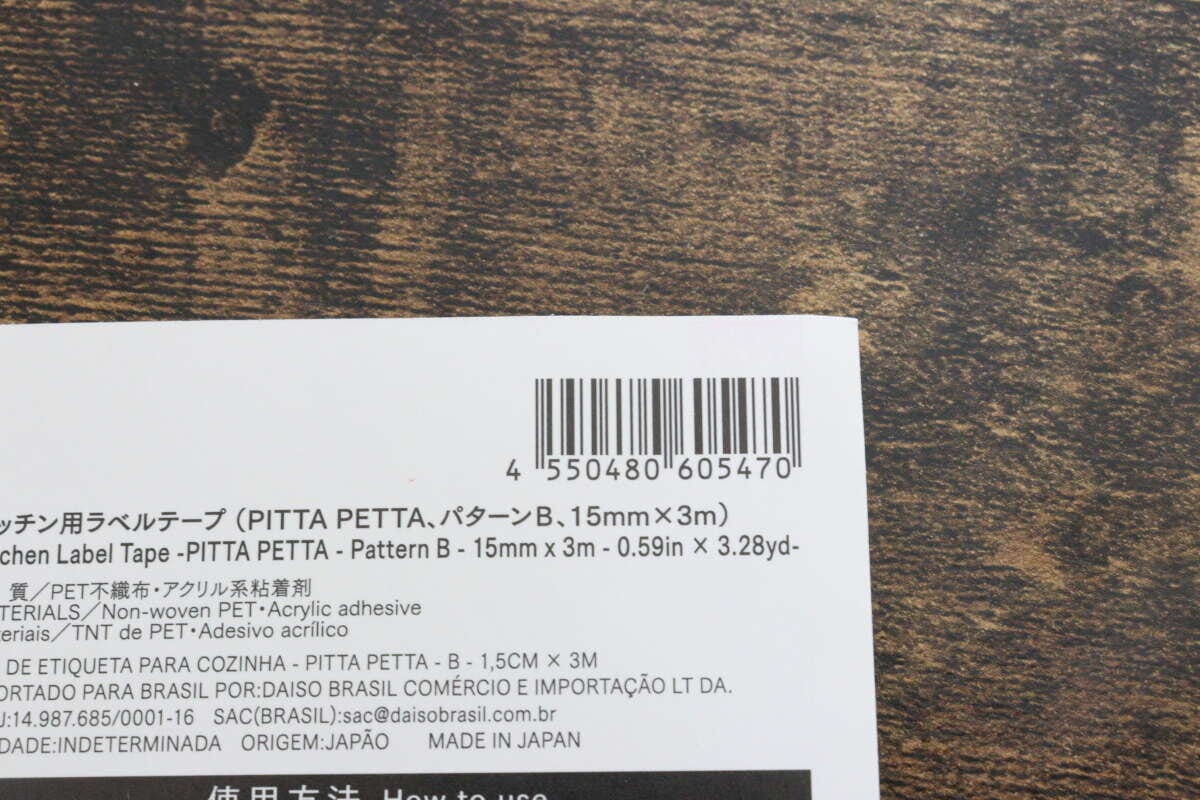 4 550480 605470
ッチン用ラベルテープ（PITTA PETTA、パターンB、15mm×3m）
chen Label Tape -PITTA PETTA - Pattern B - 15mm x 3m - 0.59in × 3.28yd-
質／PET不織布・アクリル系粘着剤
TERIALS／Non-woven PET・Acrylic adhesive
teriais／TNT de PET・Adesivo acrílico
DE ETIQUETA PARA COZINHA - PITTA PETTA - B - 1,5CM × 3M
ORTADO PARA BRASIL POR:DAISO BRASIL COMÉRCIO E IMPORTAÇÃO LT DA.
J:14.987.685/0001-16 SAC(BRASIL):sac@daisobrasil.com.br
DADE:INDETERMINADA ORIGEM:JAPÃO MADE IN JAPAN
使用方法 How to use